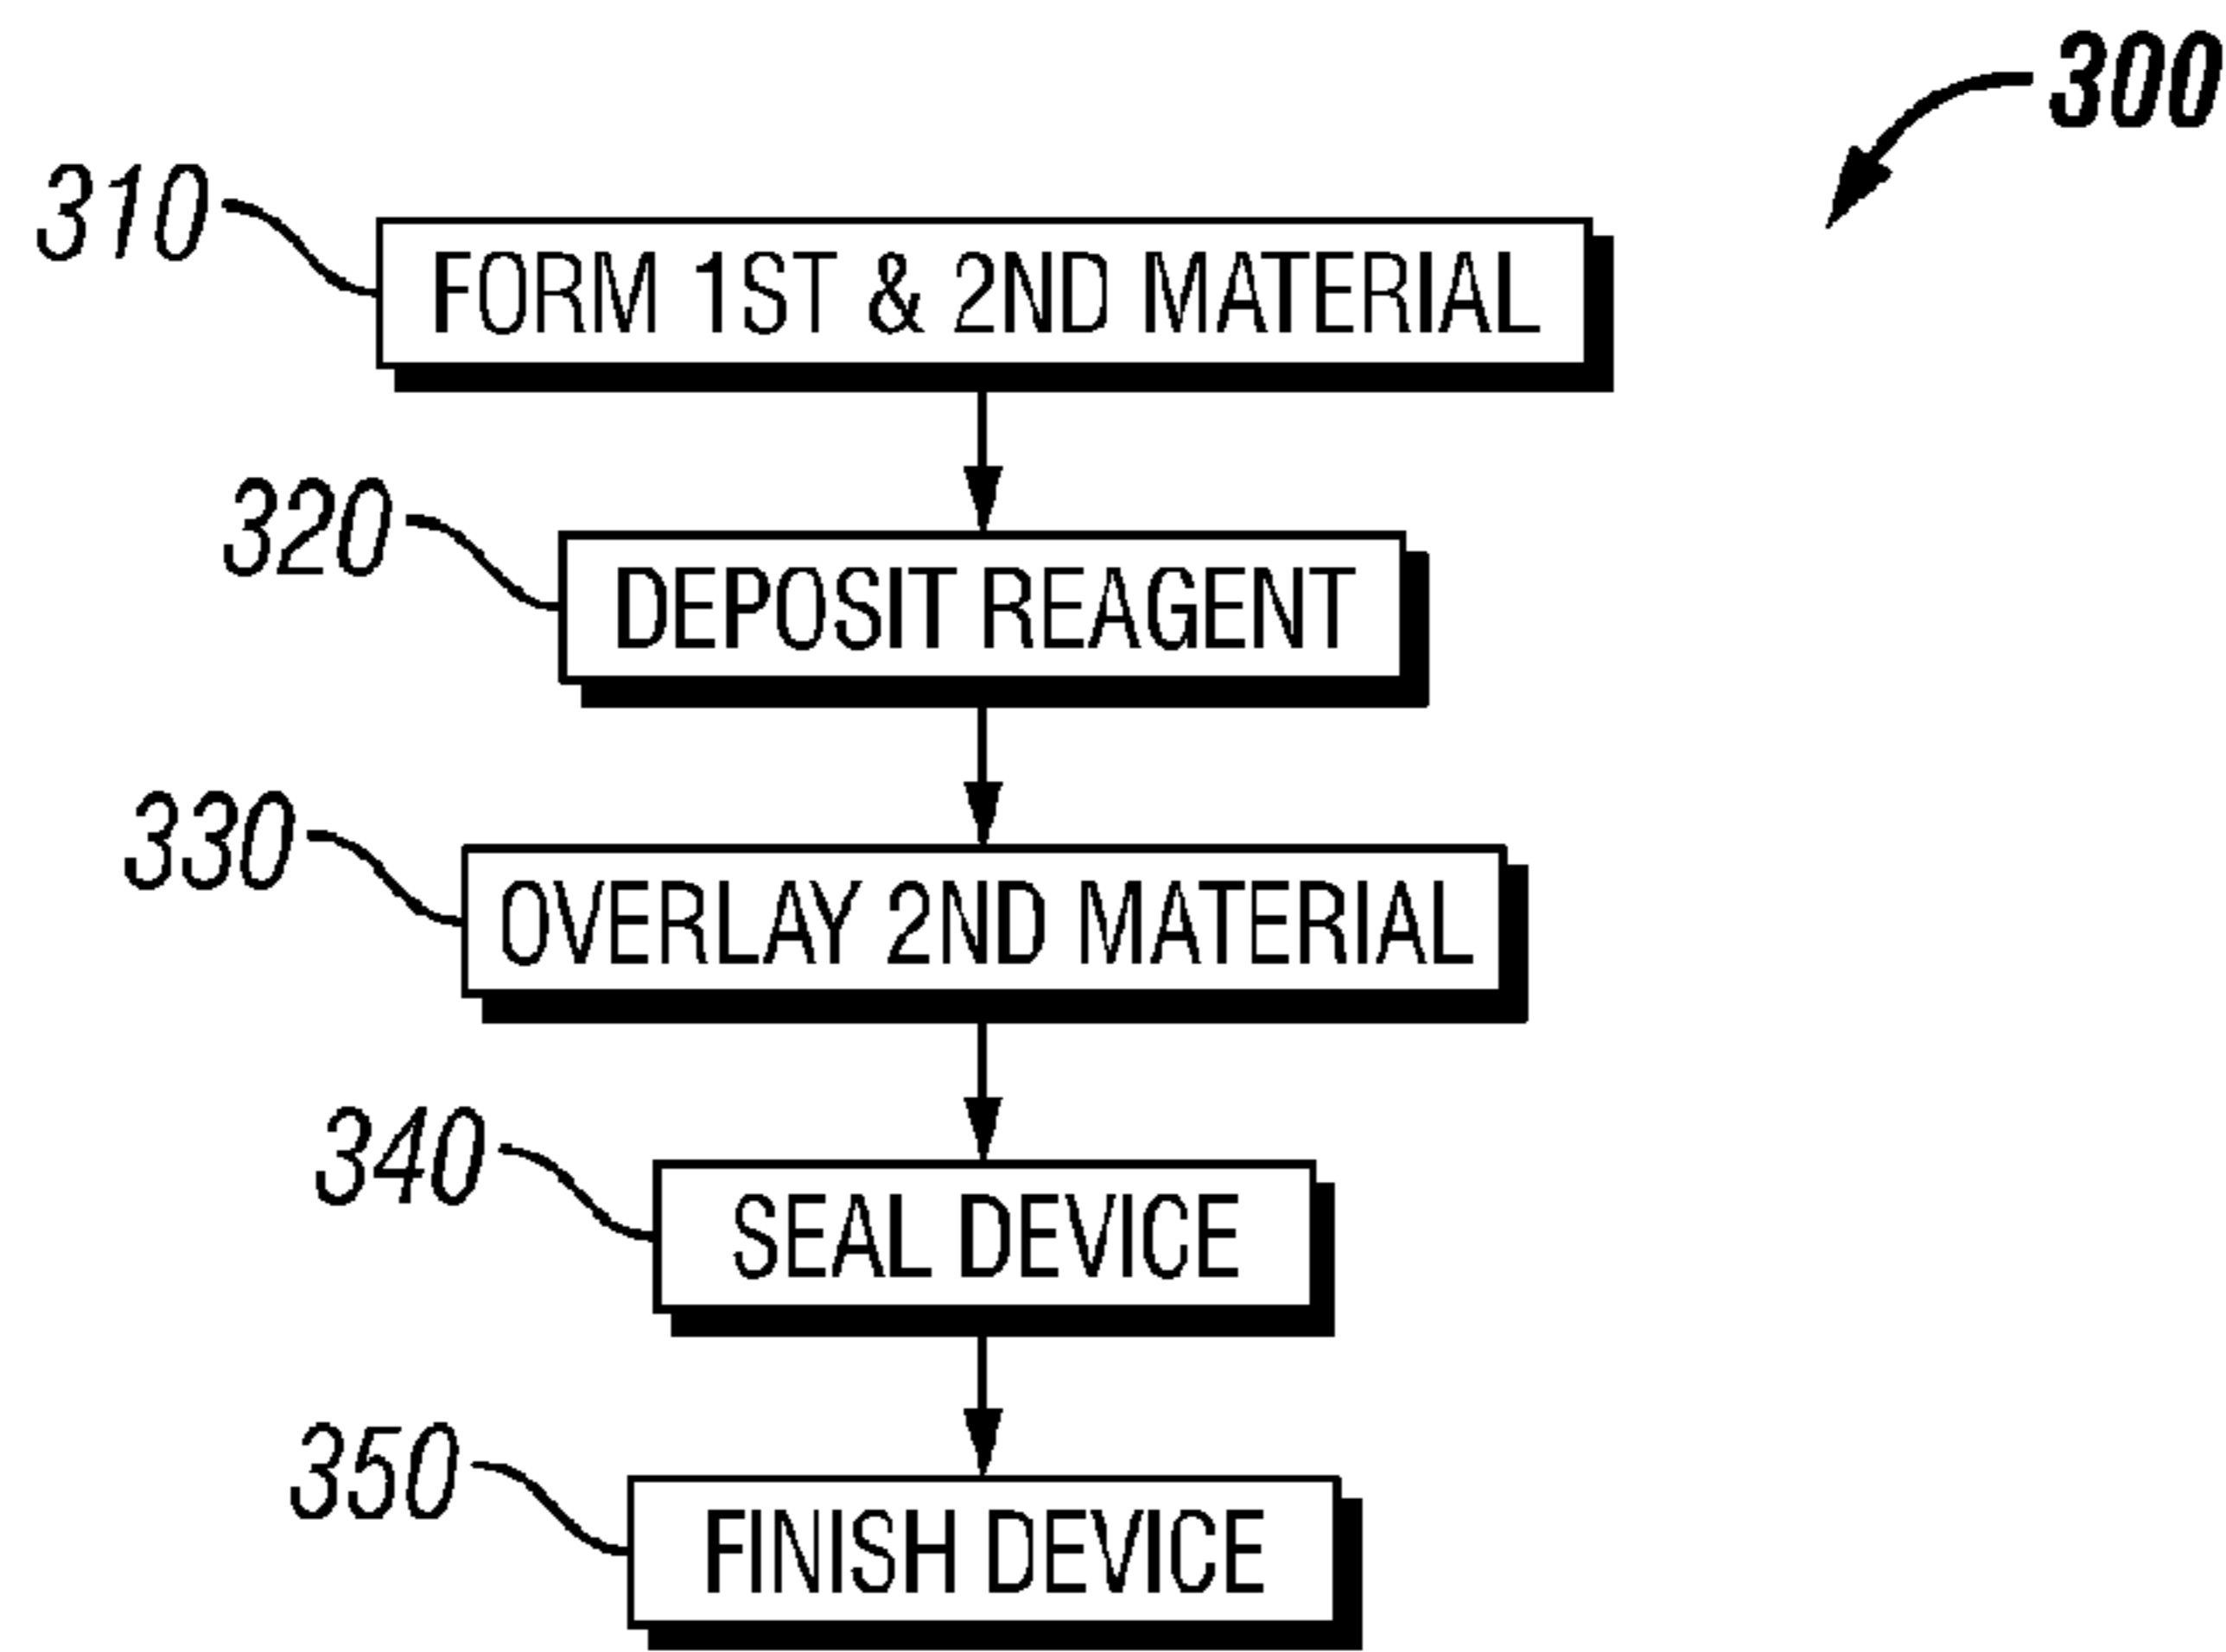 300
310
FORM 1ST & 2ND MATERIAL
320
DEPOSIT REAGENT
330
OVERLAY 2ND MATERIAL
340
SEAL DEVICE
350
FINISH DEVICE